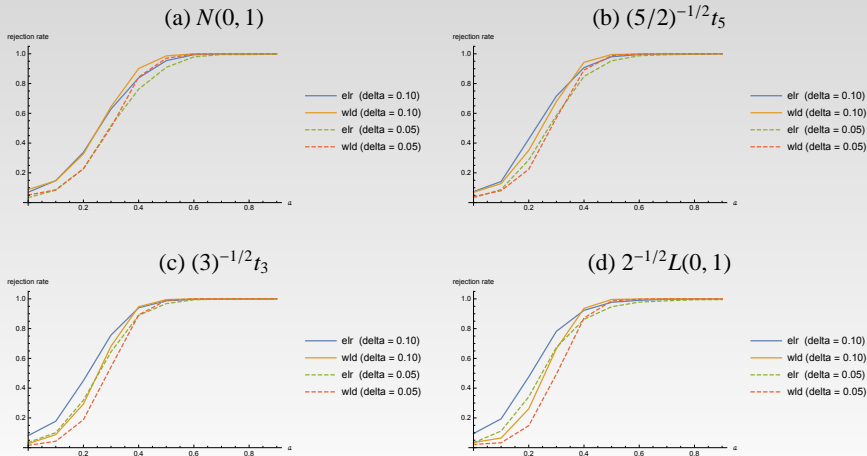 (a) N(0, 1)
rejection rate
1.0
0.8
0.6
0.4
0.2
0.2 0.4 0.6 0.8 a
elr (delta = 0.10)
wld (delta = 0.10)
elr (delta = 0.05)
wld (delta = 0.05)
(b) (5/2)^{-1/2}t_5
rejection rate
1.0
0.8
0.6
0.4
0.2
0.2 0.4 0.6 0.8 a
elr (delta = 0.10)
wld (delta = 0.10)
elr (delta = 0.05)
wld (delta = 0.05)
(c) (3)^{-1/2}t_3
rejection rate
1.0
0.8
0.6
0.4
0.2
0.2 0.4 0.6 0.8 a
elr (delta = 0.10)
wld (delta = 0.10)
elr (delta = 0.05)
wld (delta = 0.05)
(d) 2^{-1/2}L(0, 1)
rejection rate
1.0
0.8
0.6
0.4
0.2
0.2 0.4 0.6 0.8 a
elr (delta = 0.10)
wld (delta = 0.10)
elr (delta = 0.05)
wld (delta = 0.05)